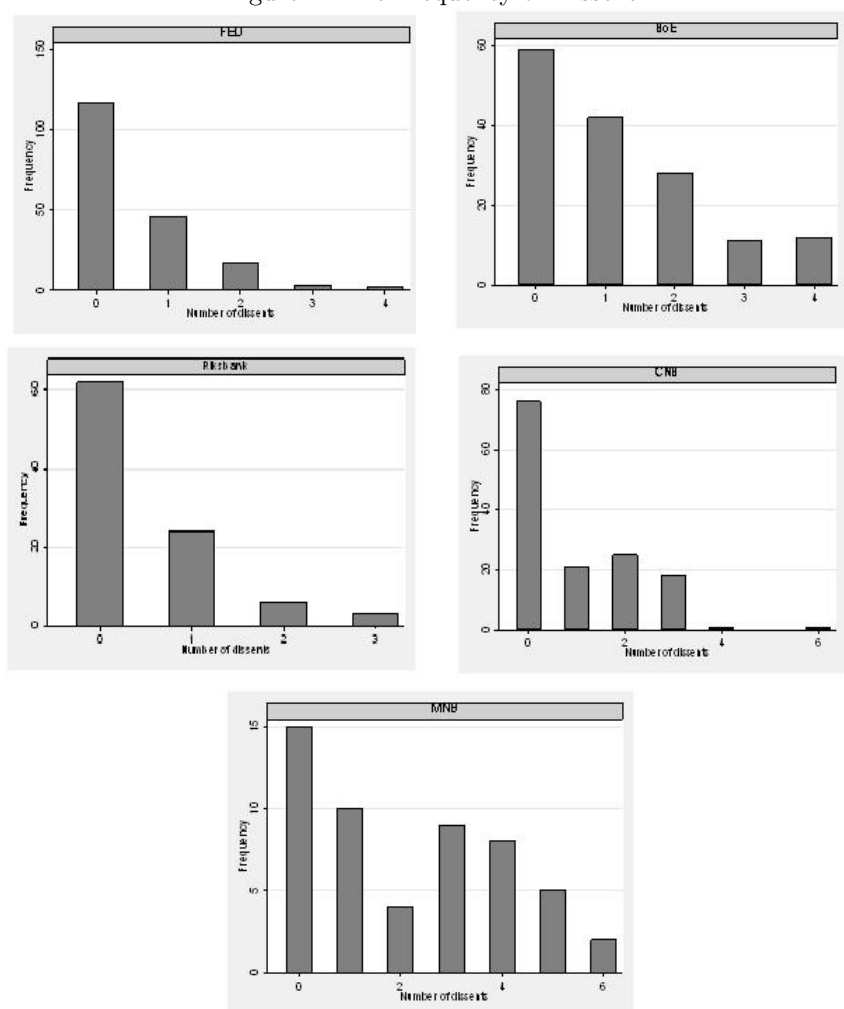 Frequency
FED
Frequency
0 50 100 150
0 1 2 3 4
Number of dissents
BoE
Frequency
0 20 40 60
0 1 2 3 4
Number of dissents
Riksbank
Frequency
0 20 40 60
0 1 2 3
Number of dissents
CNB
Frequency
0 20 40 60 80
0 2 4 6
Number of dissents
MNB
Frequency
0 5 10 15
0 2 4 6
Number of dissents